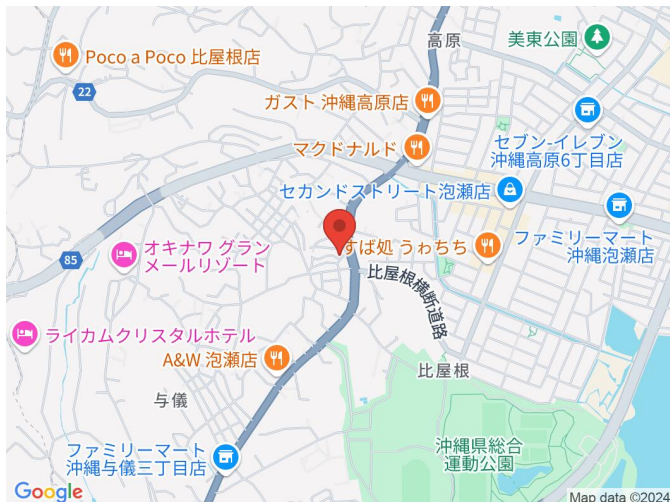 高原
美東公園
Poco a Poco 比屋根店
22
ガスト 沖縄高原店
マクドナルド
セブン-イレブン
沖縄高原6丁目店
セカンドストリート泡瀬店
ファミリーマート
沖縄泡瀬店
すば処 うゎちち
オキナワ グラン
メールリゾート
85
比屋根横断道路
ライカムクリスタルホテル
A&W 泡瀬店
比屋根
与儀
ファミリーマート
沖縄与儀三丁目店
沖縄県総合
運動公園
Google
Map data ©2024